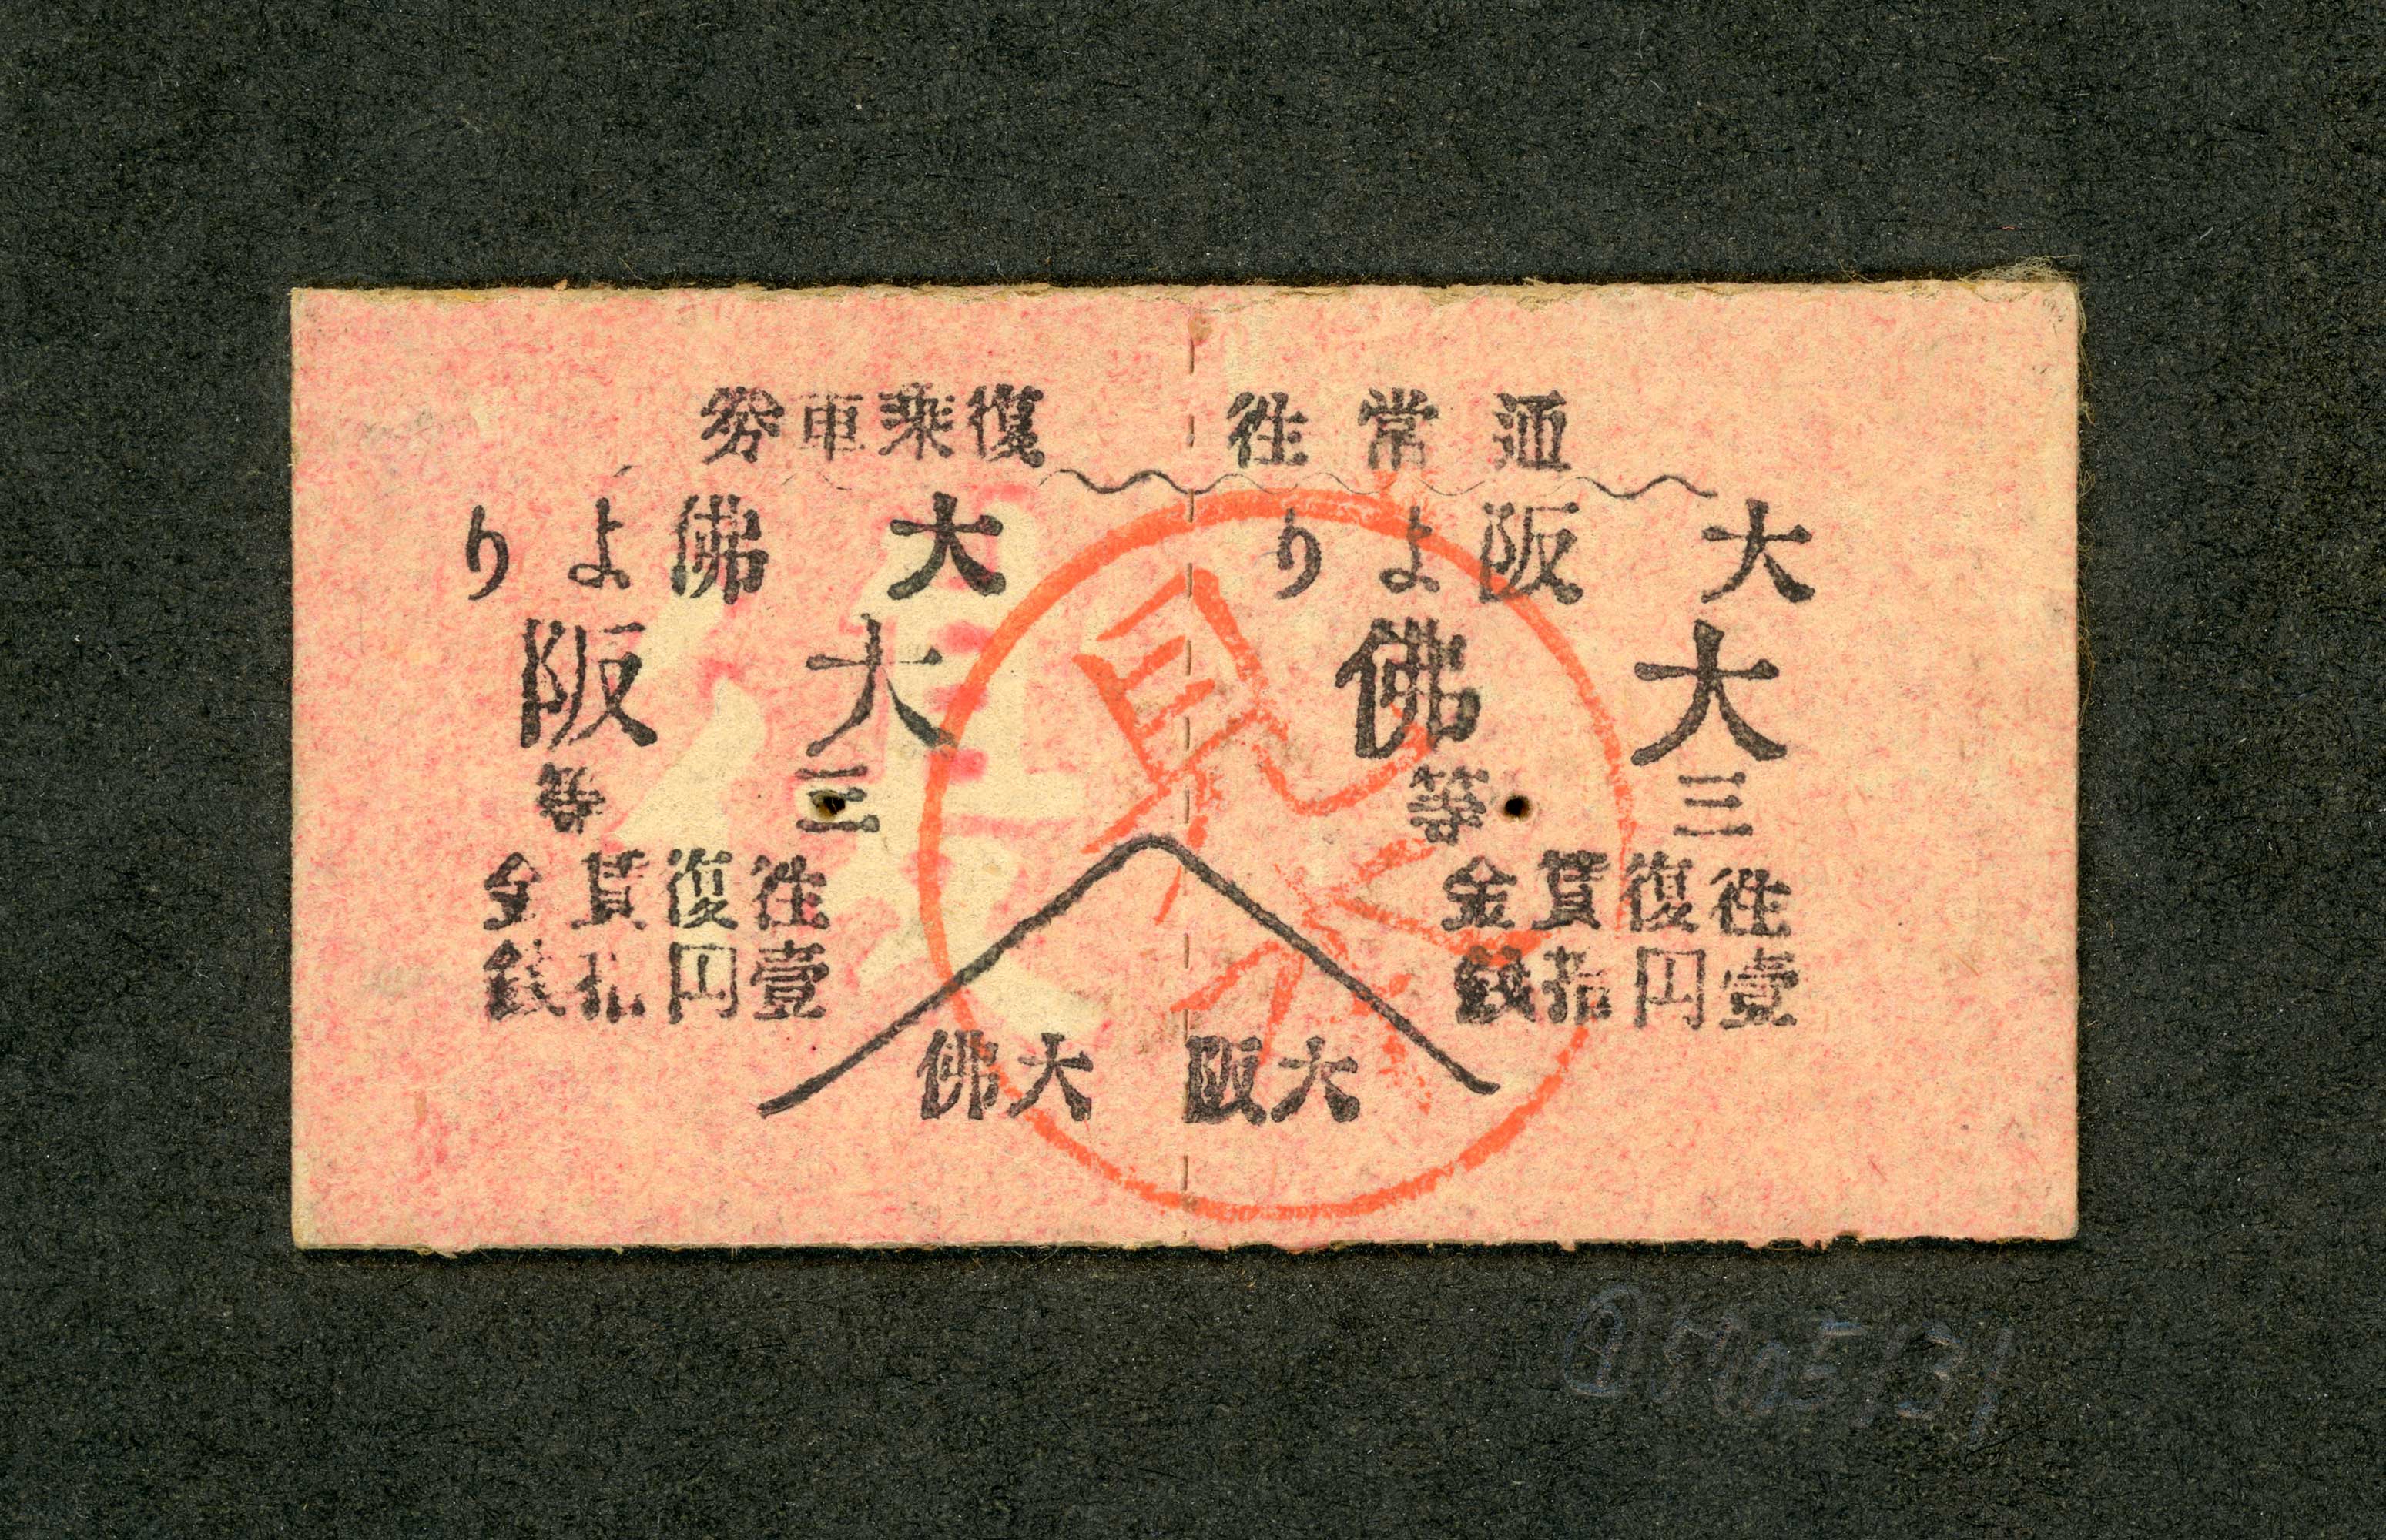 通常往復乗車券
大阪より
大佛
三等
往復賃金
壹円拾銭
大佛より
大阪
三等
往復賃金
壹円拾銭
大阪
大佛
見本